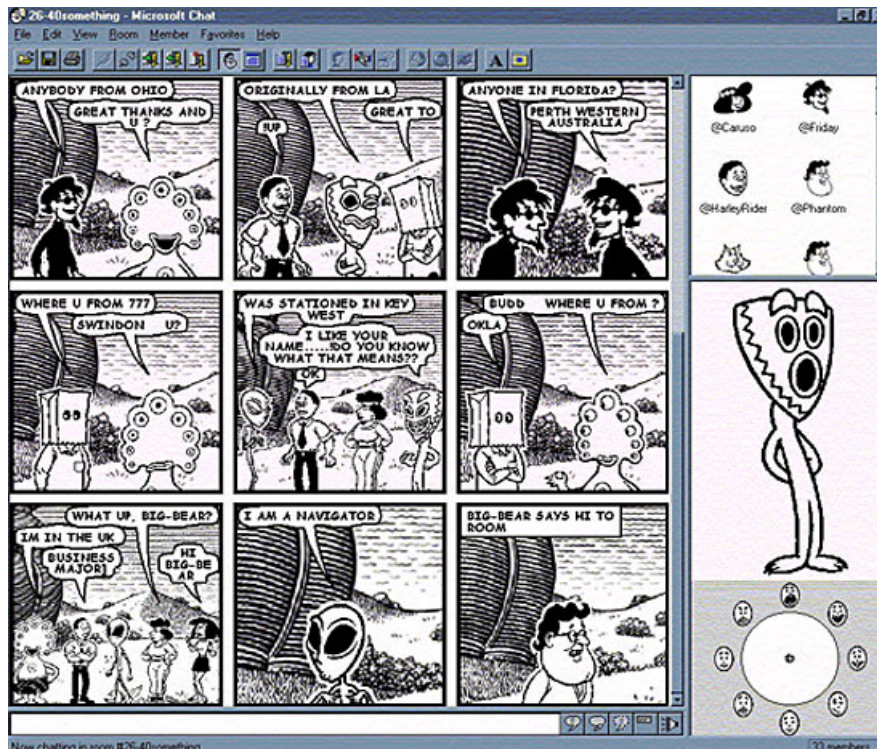 26-40something - Microsoft Chat
File Edit View Room Member Favorites Help
ANYBODY FROM OHIO
GREAT THANKS AND
U ?
ORIGINALLY FROM LA
GREAT TO
!UP
ANYONE IN FLORIDA?
PERTH WESTERN
AUSTRALIA
@Caruso @Friday
@HarleyRider @Phantom
WHERE U FROM 777
SWINDON U?
WAS STATIONED IN KEY
WEST
I LIKE YOUR
NAME.....DO YOU KNOW
WHAT THAT MEANS??
OK
BUDD WHERE U FROM ?
OKLA
WHAT UP, BIG-BEAR?
IM IN THE UK
BUSINESS
MAJOR]
HI
BIG-BE
AR
I AM A NAVIGATOR
BIG-BEAR SAYS HI TO
ROOM
Now chatting in room #26-40something
33 members